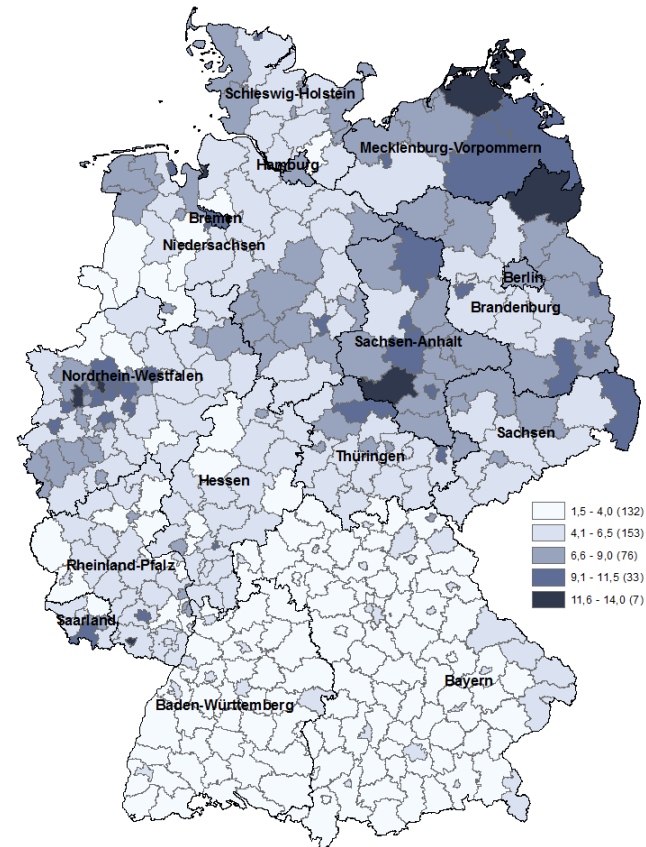 Schleswig-Holstein
Mecklenburg-Vorpommern
Hamburg
Bremen
Niedersachsen
Berlin
Brandenburg
Sachsen-Anhalt
Nordrhein-Westfalen
Sachsen
Thüringen
Hessen
1,5 - 4,0 (132)
4,1 - 6,5 (153)
6,6 - 9,0 (76)
9,1 - 11,5 (33)
11,6 - 14,0 (7)
Rheinland-Pfalz
Saarland
Bayern
Baden-Württemberg